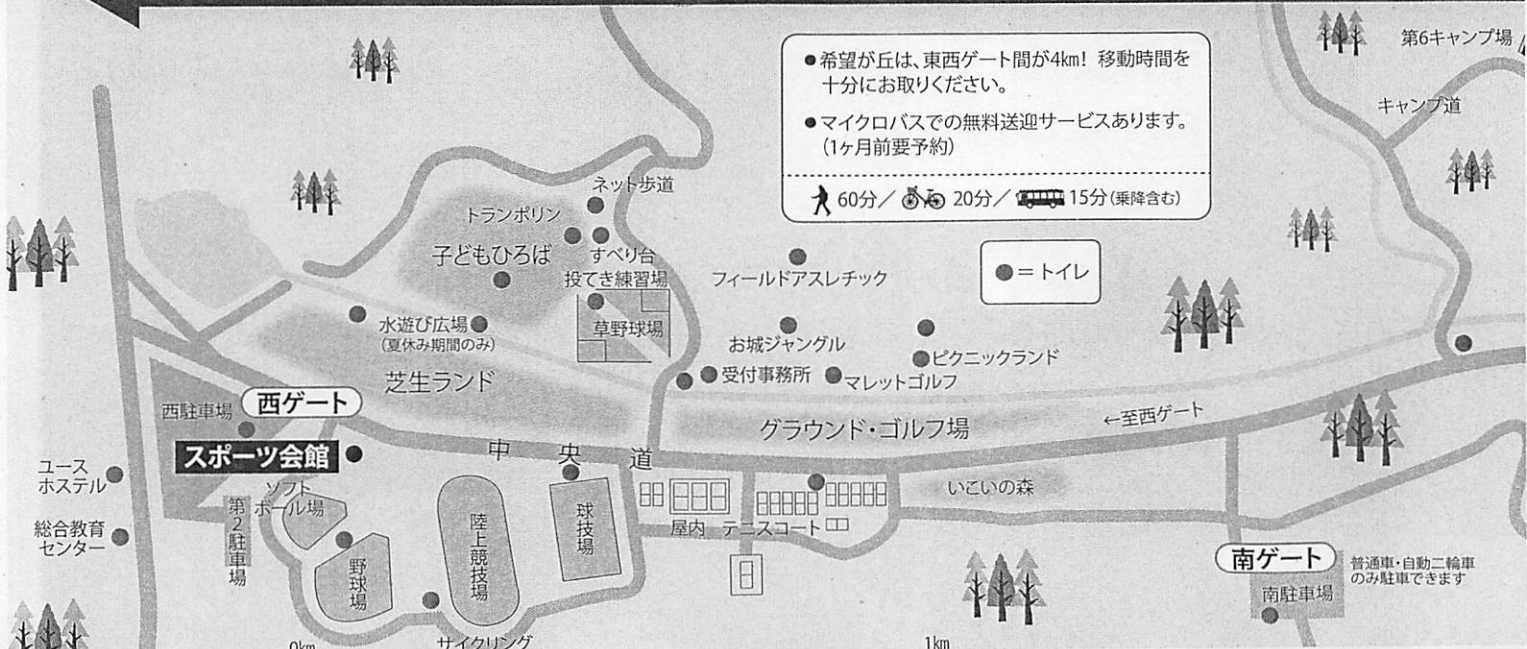 ●希望が丘は、東西ゲート間が4km! 移動時間を
十分にお取りください。
●マイクロバスでの無料送迎サービスあります。
(1ヶ月前要予約)
60分/ 20分/ 15分(乗降含む)
●=トイレ
第6キャンプ場
キャンプ道
ネット歩道
トランポリン
すべり台
子どもひろば
投てき練習場
草野球場
フィールドアスレチック
水遊び広場
(夏休み期間のみ)
お城ジャングル
ピクニックランド
芝生ランド
受付事務所
マレットゴルフ
西ゲート
西駐車場
スポーツ会館
グラウンド・ゴルフ場
←至西ゲート
中央道
ユース
ホステル
総合教育
センター
第2駐車場
ソフト
ボール場
野球場
陸上競技場
球技場
屋内
テニスコート
いこいの森
南ゲート
普通車・自動二輪車
のみ駐車できます
南駐車場
0km
サイクリング
1km